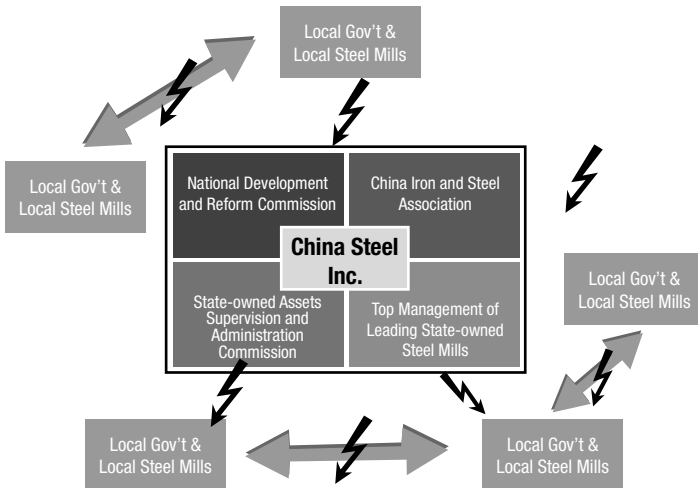 Local Gov't &
Local Steel Mills
Local Gov't &
Local Steel Mills
National Development
and Reform Commission
China Iron and Steel
Association
China Steel
Inc.
State-owned Assets
Supervision and
Administration
Commission
Top Management of
Leading State-owned
Steel Mills
Local Gov't &
Local Steel Mills
Local Gov't &
Local Steel Mills
Local Gov't &
Local Steel Mills